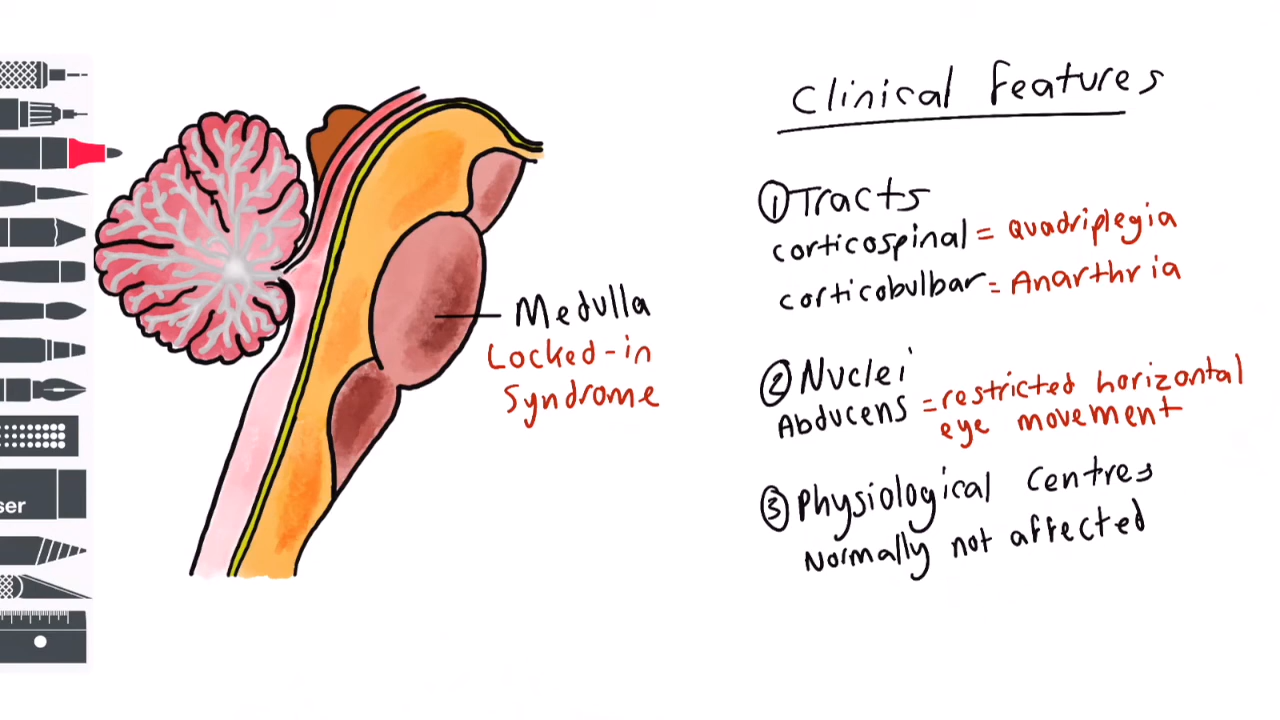 Clinical features
① Tracts
corticospinal = Quadriplegia
corticobulbar = Anarthria
Medulla
Locked-in
Syndrome
② Nuclei
Abducens = restricted horizontal
eye movement
③ Physiological centres
Normally not affected
ser